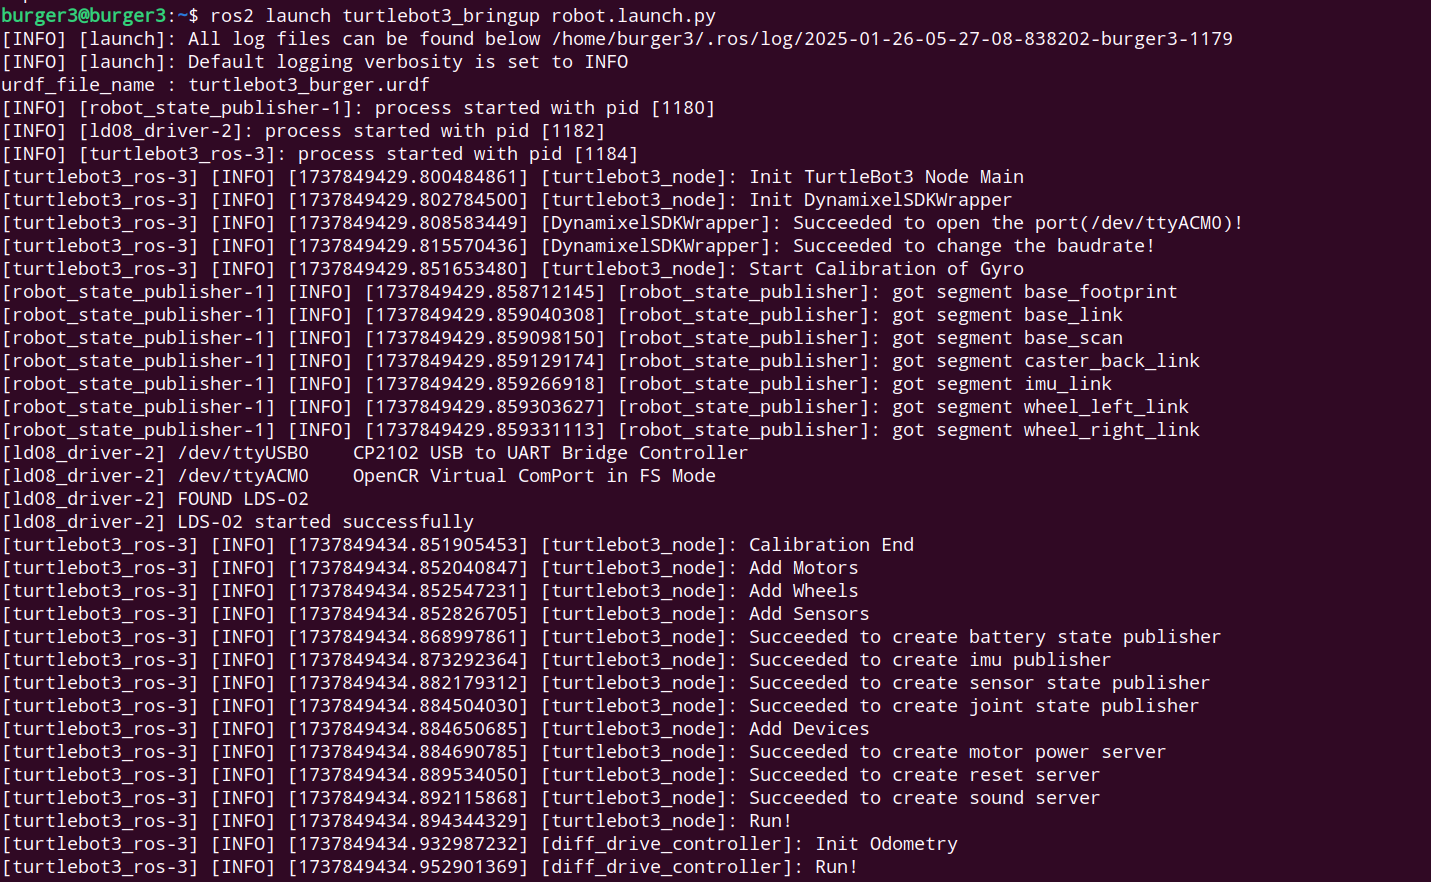 burger3@burger3:~$ ros2 launch turtlebot3_bringup robot.launch.py
[INFO] [launch]: All log files can be found below /home/burger3/.ros/log/2025-01-26-05-27-08-838202-burger3-1179
[INFO] [launch]: Default logging verbosity is set to INFO
urdf_file_name : turtlebot3_burger.urdf
[INFO] [robot_state_publisher-1]: process started with pid [1180]
[INFO] [ld08_driver-2]: process started with pid [1182]
[INFO] [turtlebot3_ros-3]: process started with pid [1184]
[turtlebot3_ros-3] [INFO] [1737849429.800484861] [turtlebot3_node]: Init TurtleBot3 Node Main
[turtlebot3_ros-3] [INFO] [1737849429.802784500] [turtlebot3_node]: Init DynamixelSDKWrapper
[turtlebot3_ros-3] [INFO] [1737849429.808583449] [DynamixelSDKWrapper]: Succeeded to open the port(/dev/ttyACM0)!
[turtlebot3_ros-3] [INFO] [1737849429.815570436] [DynamixelSDKWrapper]: Succeeded to change the baudrate!
[turtlebot3_ros-3] [INFO] [1737849429.851653480] [turtlebot3_node]: Start Calibration of Gyro
[robot_state_publisher-1] [INFO] [1737849429.858712145] [robot_state_publisher]: got segment base_footprint
[robot_state_publisher-1] [INFO] [1737849429.859040308] [robot_state_publisher]: got segment base_link
[robot_state_publisher-1] [INFO] [1737849429.859098150] [robot_state_publisher]: got segment base_scan
[robot_state_publisher-1] [INFO] [1737849429.859129174] [robot_state_publisher]: got segment caster_back_link
[robot_state_publisher-1] [INFO] [1737849429.859266918] [robot_state_publisher]: got segment imu_link
[robot_state_publisher-1] [INFO] [1737849429.859303627] [robot_state_publisher]: got segment wheel_left_link
[robot_state_publisher-1] [INFO] [1737849429.859331113] [robot_state_publisher]: got segment wheel_right_link
[ld08_driver-2] /dev/ttyUSB0    CP2102 USB to UART Bridge Controller
[ld08_driver-2] /dev/ttyACM0    OpenCR Virtual ComPort in FS Mode
[ld08_driver-2] FOUND LDS-02
[ld08_driver-2] LDS-02 started successfully
[turtlebot3_ros-3] [INFO] [1737849434.851905453] [turtlebot3_node]: Calibration End
[turtlebot3_ros-3] [INFO] [1737849434.852040847] [turtlebot3_node]: Add Motors
[turtlebot3_ros-3] [INFO] [1737849434.852547231] [turtlebot3_node]: Add Wheels
[turtlebot3_ros-3] [INFO] [1737849434.852826705] [turtlebot3_node]: Add Sensors
[turtlebot3_ros-3] [INFO] [1737849434.868997861] [turtlebot3_node]: Succeeded to create battery state publisher
[turtlebot3_ros-3] [INFO] [1737849434.873292364] [turtlebot3_node]: Succeeded to create imu publisher
[turtlebot3_ros-3] [INFO] [1737849434.882179312] [turtlebot3_node]: Succeeded to create sensor state publisher
[turtlebot3_ros-3] [INFO] [1737849434.884504030] [turtlebot3_node]: Succeeded to create joint state publisher
[turtlebot3_ros-3] [INFO] [1737849434.884650685] [turtlebot3_node]: Add Devices
[turtlebot3_ros-3] [INFO] [1737849434.884690785] [turtlebot3_node]: Succeeded to create motor power server
[turtlebot3_ros-3] [INFO] [1737849434.889534050] [turtlebot3_node]: Succeeded to create reset server
[turtlebot3_ros-3] [INFO] [1737849434.892115868] [turtlebot3_node]: Succeeded to create sound server
[turtlebot3_ros-3] [INFO] [1737849434.894344329] [turtlebot3_node]: Run!
[turtlebot3_ros-3] [INFO] [1737849434.932987232] [diff_drive_controller]: Init Odometry
[turtlebot3_ros-3] [INFO] [1737849434.952901369] [diff_drive_controller]: Run!